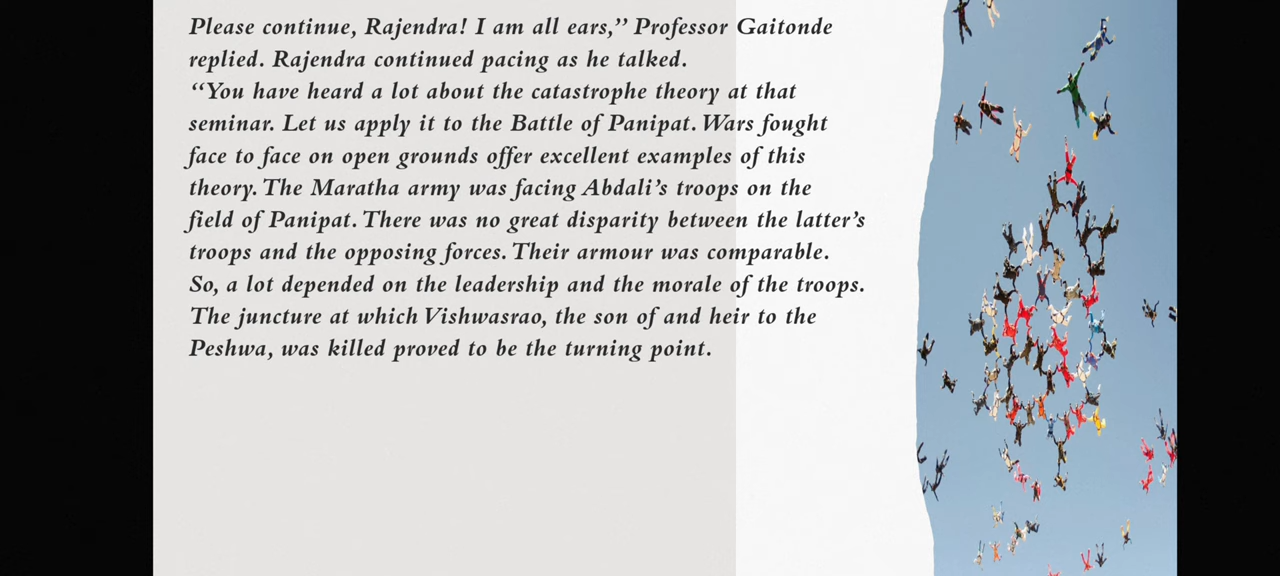 Please continue, Rajendra! I am all ears,’’ Professor Gaitonde
replied. Rajendra continued pacing as he talked.
‘‘You have heard a lot about the catastrophe theory at that
seminar. Let us apply it to the Battle of Panipat. Wars fought
face to face on open grounds offer excellent examples of this
theory. The Maratha army was facing Abdali’s troops on the
field of Panipat. There was no great disparity between the latter’s
troops and the opposing forces. Their armour was comparable.
So, a lot depended on the leadership and the morale of the troops.
The juncture at which Vishwasrao, the son of and heir to the
Peshwa, was killed proved to be the turning point.